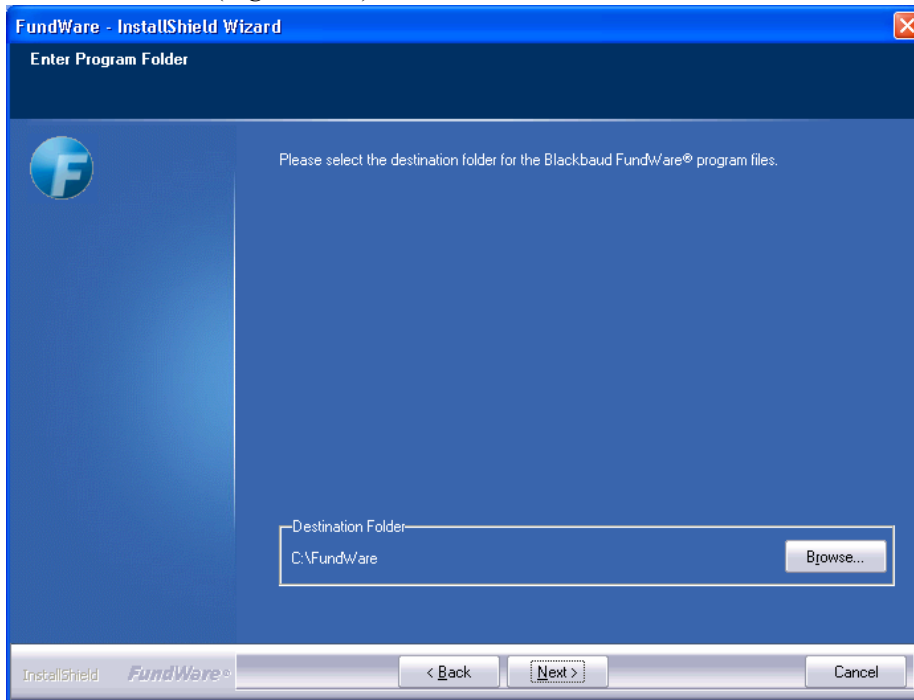 FundWare - InstallShield Wizard
Enter Program Folder
F
Please select the destination folder for the Blackbaud FundWare® program files.
Destination Folder
C:\FundWare
Browse...
InstallShield FundWare®
< Back
Next >
Cancel